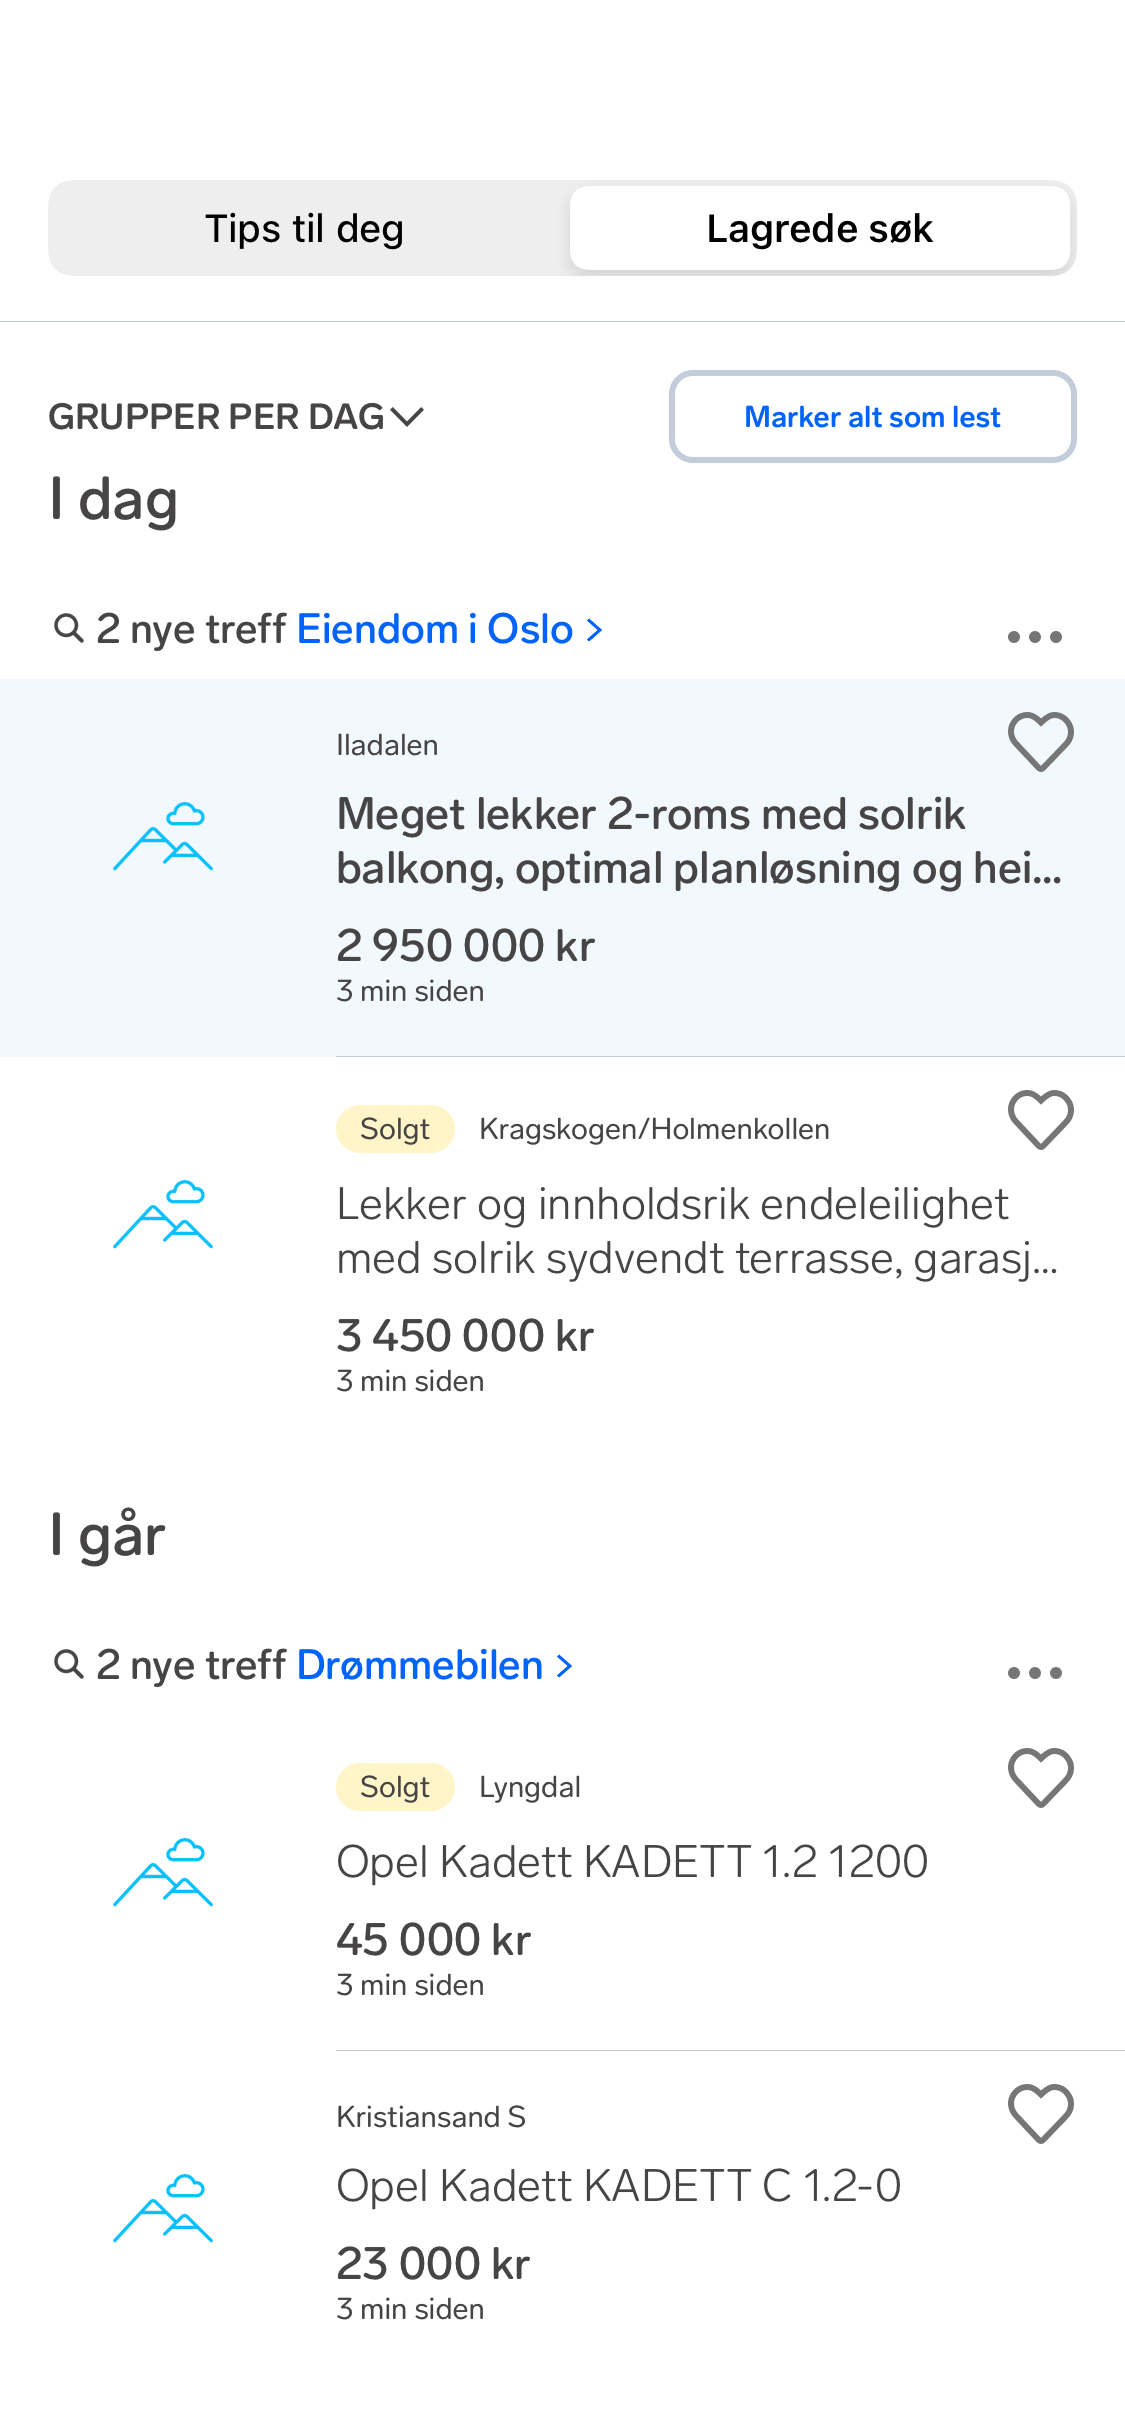 Tips til deg
Lagrede søk
GRUPPER PER DAG
Marker alt som lest
I dag
2 nye treff Eiendom i Oslo
Iladalen
Meget lekker 2-roms med solrik
balkong, optimal planløsning og hei...
2 950 000 kr
3 min siden
Solgt Kragskogen/Holmenkollen
Lekker og innholdsrik endeleilighet
med solrik sydvendt terrasse, garasj...
3 450 000 kr
3 min siden
I går
2 nye treff Drømmebilen
Solgt Lyngdal
Opel Kadett KADETT 1.2 1200
45 000 kr
3 min siden
Kristiansand S
Opel Kadett KADETT C 1.2-0
23 000 kr
3 min siden